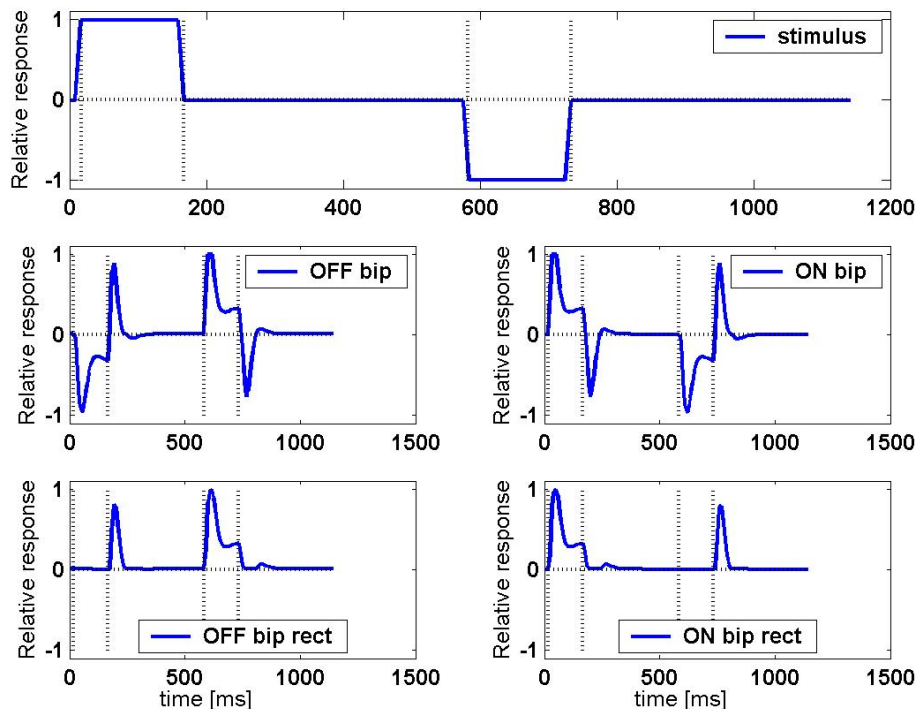 Relative response
1
0
-1
stimulus
0 200 400 600 800 1000 1200
Relative response
1
0
-1
OFF bip
0 500 1000 1500
Relative response
1
0
-1
ON bip
0 500 1000 1500
Relative response
1
0
-1
OFF bip rect
0 500 1000 1500
time [ms]
Relative response
1
0
-1
ON bip rect
0 500 1000 1500
time [ms]